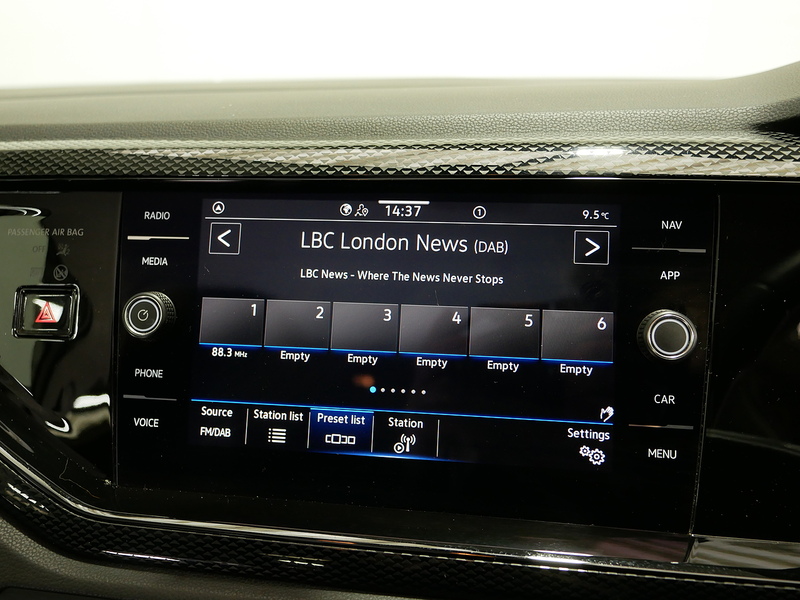 PASSENGER AIR BAG
OFF
RADIO
MEDIA
PHONE
VOICE
14:37
1
9.5°C
<
LBC London News (DAB)
>
LBC News - Where The News Never Stops
1 2 3 4 5 6
88.3 MHz Empty Empty Empty Empty Empty
Source Station list Preset list Station
FM/DAB
Settings
NAV
APP
CAR
MENU